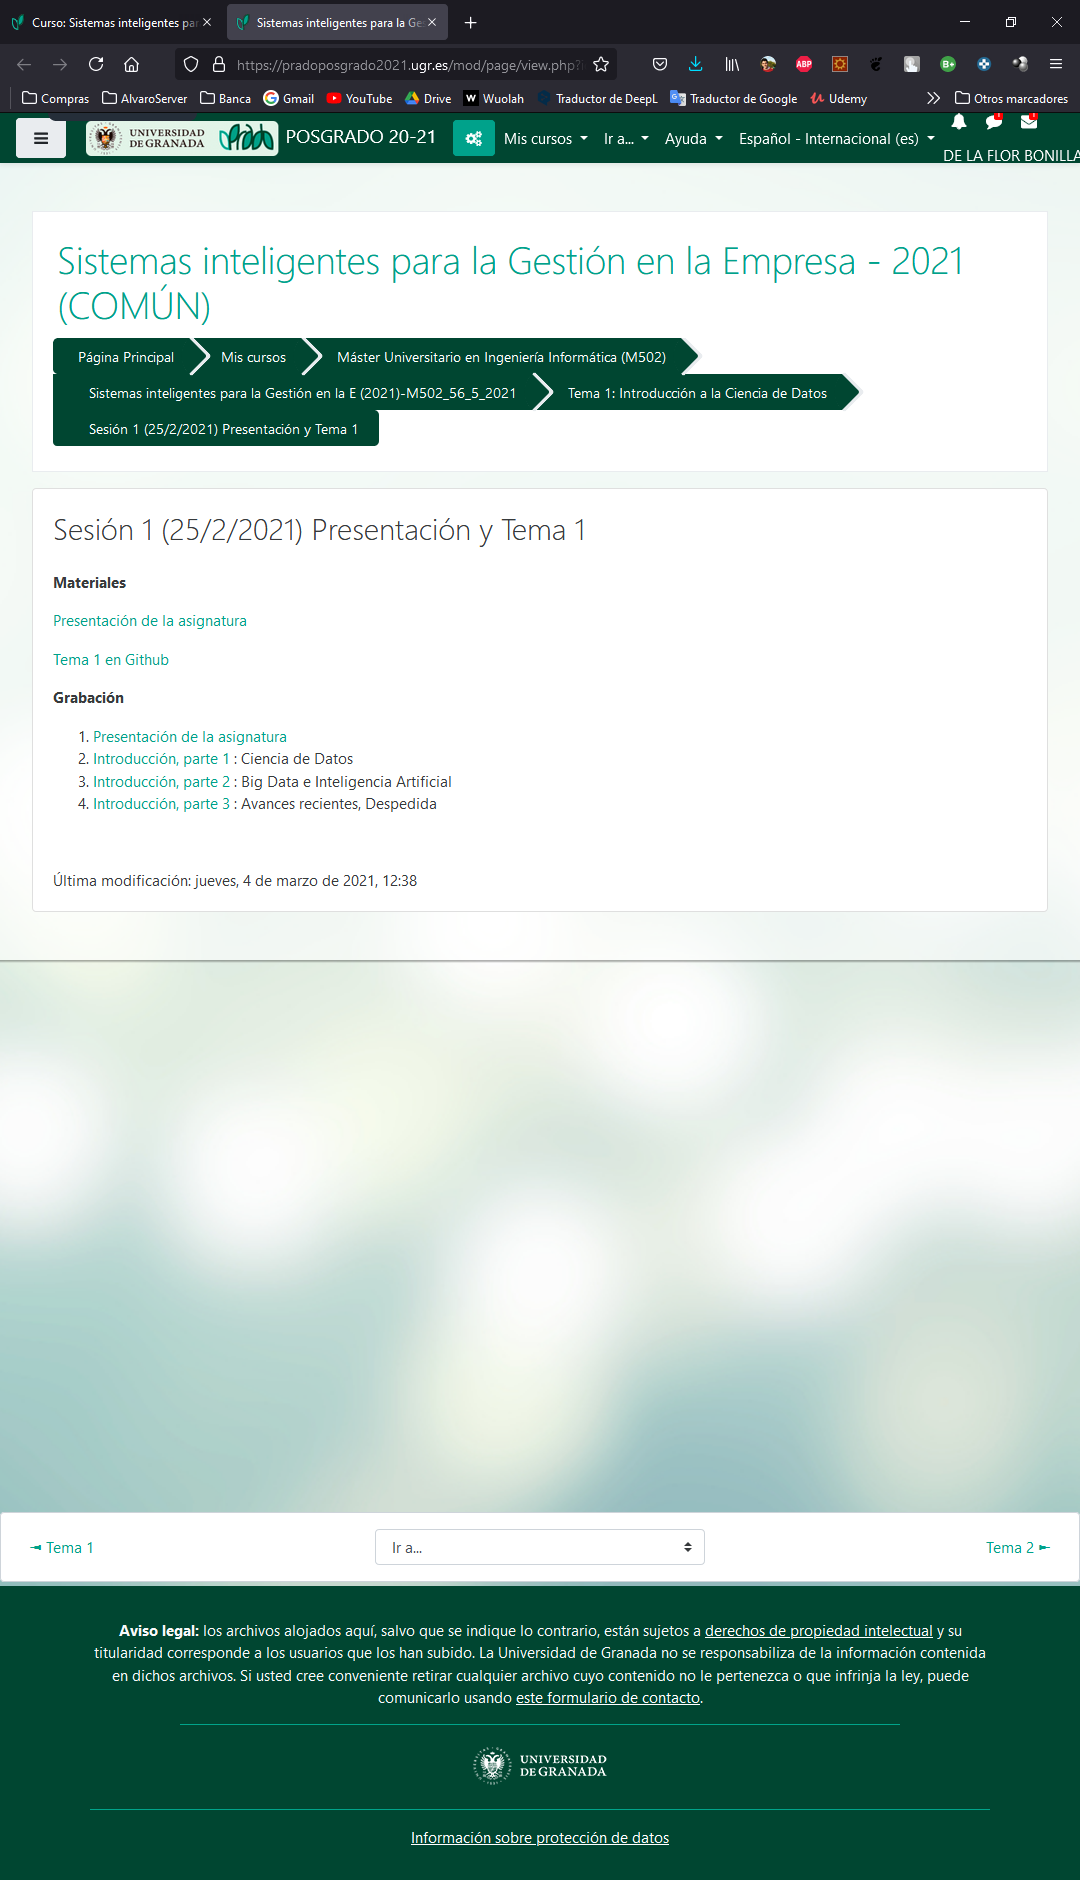 Curso: Sistemas inteligentes par
Sistemas inteligentes para la Ge
https://pradoposgrado2021.ugr.es/mod/page/view.php?i
Compras
AlvaroServer
Banca
Gmail
YouTube
Drive
Wuolah
Traductor de DeepL
Traductor de Google
Udemy
Otros marcadores
UNIVERSIDAD
DE GRANADA
POSGRADO 20-21
Mis cursos
Ir a...
Ayuda
Español - Internacional (es)
DE LA FLOR BONILLA
Sistemas inteligentes para la Gestión en la Empresa - 2021
(COMÚN)
Página Principal
Mis cursos
Máster Universitario en Ingeniería Informática (M502)
Sistemas inteligentes para la Gestión en la E (2021)-M502_56_5_2021
Tema 1: Introducción a la Ciencia de Datos
Sesión 1 (25/2/2021) Presentación y Tema 1
Sesión 1 (25/2/2021) Presentación y Tema 1
Materiales
Presentación de la asignatura
Tema 1 en Github
Grabación
1. Presentación de la asignatura
2. Introducción, parte 1 : Ciencia de Datos
3. Introducción, parte 2 : Big Data e Inteligencia Artificial
4. Introducción, parte 3 : Avances recientes, Despedida
Última modificación: jueves, 4 de marzo de 2021, 12:38
◄ Tema 1
Ir a...
Tema 2 ►
Aviso legal: los archivos alojados aquí, salvo que se indique lo contrario, están sujetos a derechos de propiedad intelectual y su
titularidad corresponde a los usuarios que los han subido. La Universidad de Granada no se responsabiliza de la información contenida
en dichos archivos. Si usted cree conveniente retirar cualquier archivo cuyo contenido no le pertenezca o que infrinja la ley, puede
comunicarlo usando este formulario de contacto.
UNIVERSIDAD
DE GRANADA
Información sobre protección de datos